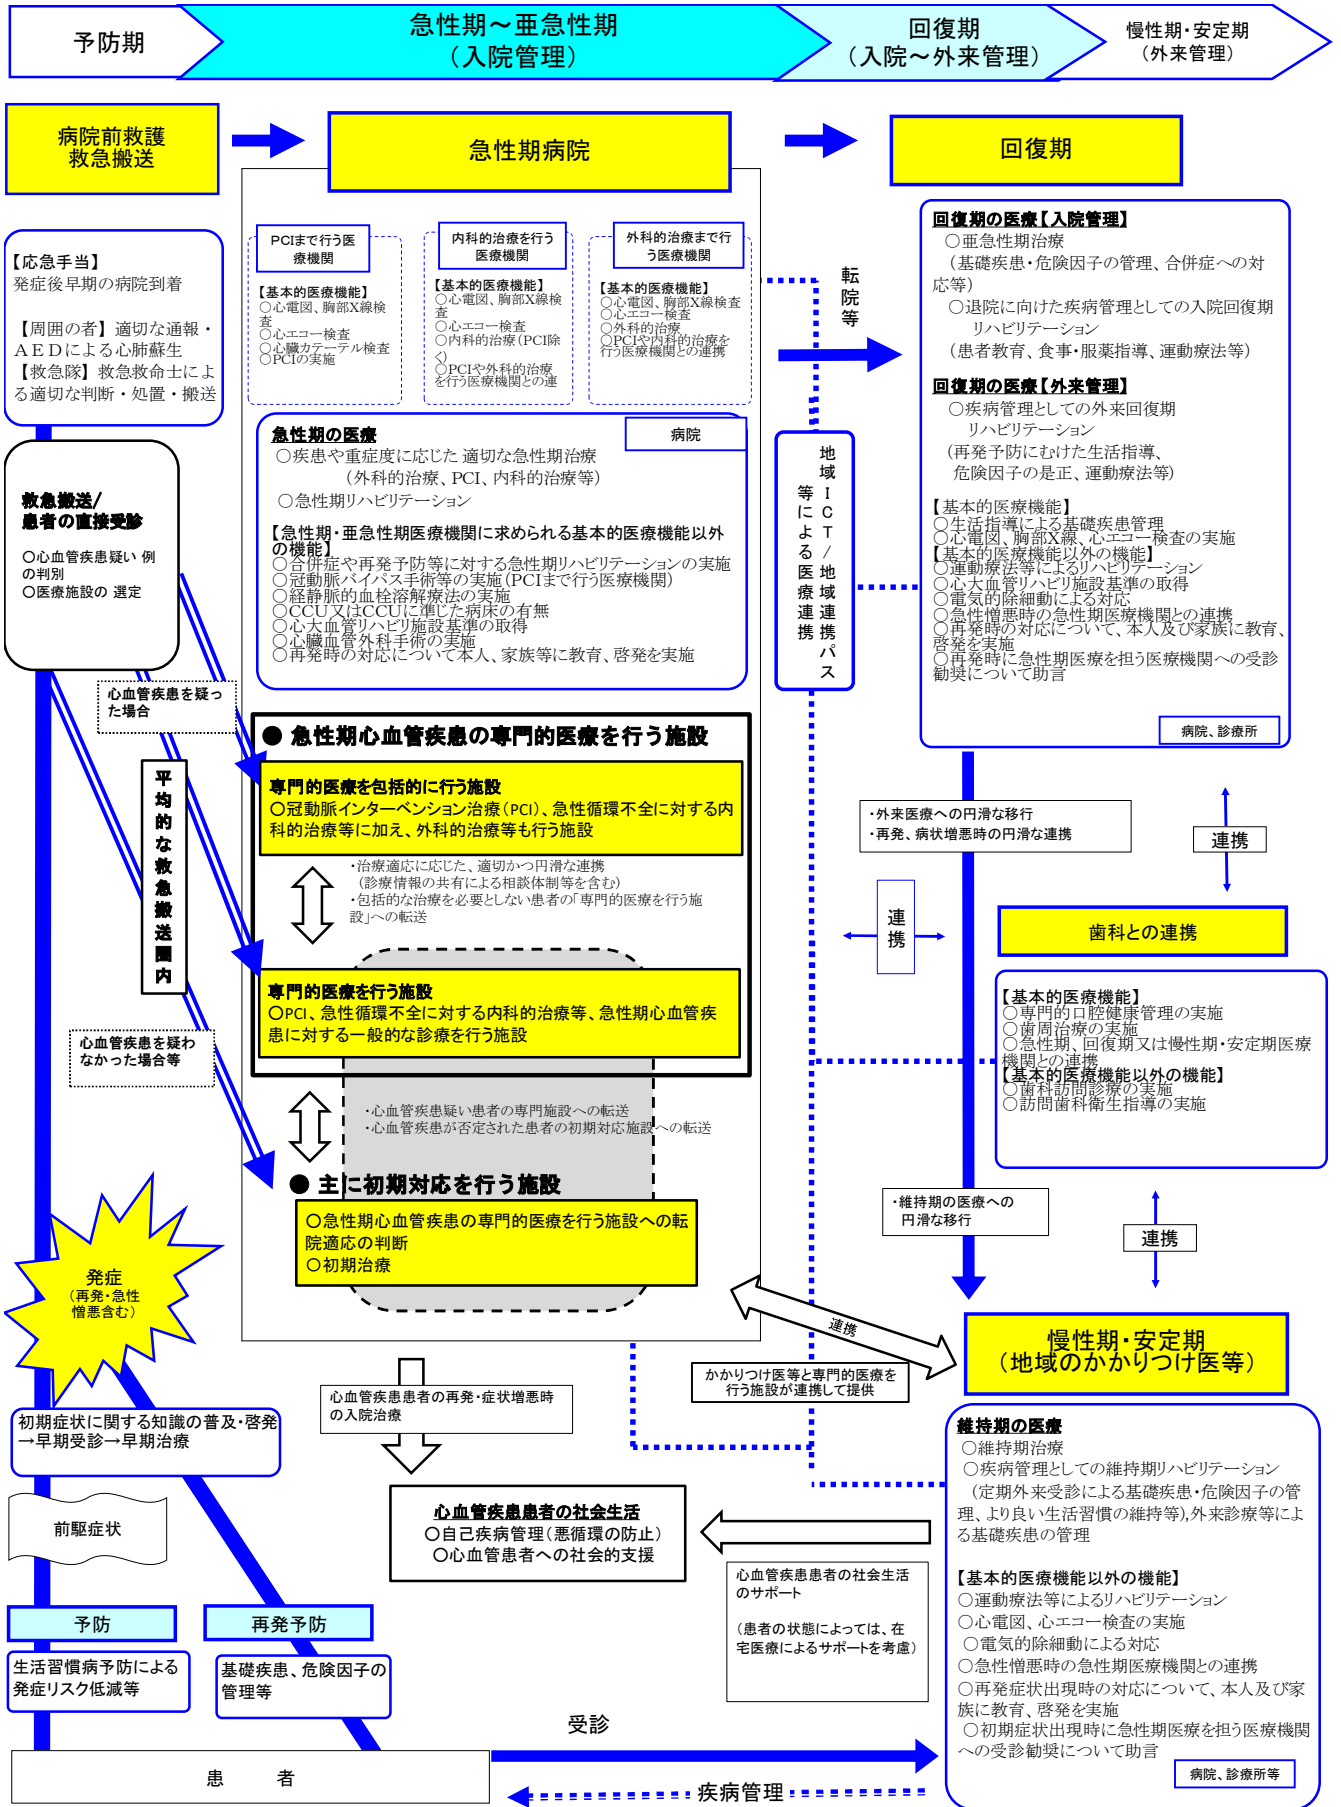 予防期
急性期～亜急性期
（入院管理）
回復期
（入院～外来管理）
慢性期・安定期
（外来管理）
病院前救護
救急搬送
急性期病院
回復期
【応急手当】
発症後早期の病院到着
【周囲の者】適切な通報・
ＡＥＤによる心肺蘇生
【救急隊】救急救命士によ
る適切な判断・処置・搬送
救急搬送/
患者の直接受診
○心血管疾患疑い 例
の判別
○医療施設の 選定
心血管疾患を疑っ
た場合
平均的な救急搬送圏内
心血管疾患を疑わ
なかった場合等
PCIまで行う医
療機関
【基本的医療機能】
○心電図、胸部X線検
査
○心エコー検査
○心臓カテーテル検査
○PCIの実施
内科的治療を行う
医療機関
【基本的医療機能】
○心電図、胸部X線検
査
○心エコー検査
○内科的治療（PCI除
く）
○PCIや外科的治療
を行う医療機関との連
外科的治療まで行
う医療機関
【基本的医療機能】
○心電図、胸部X線検査
○心エコー検査
○外科的治療
○PCIや内科的治療を
行う医療機関との連携
転院等
急性期の医療
病院
○疾患や重症度に応じた 適切な急性期治療
（外科的治療、PCI、内科的治療等）
○急性期リハビリテーション
【急性期・亜急性期医療機関に求められる基本的医療機能以外
の機能】
○合併症や再発予防等に対する急性期リハビリテーションの実施
○冠動脈バイパス手術等の実施（PCIまで行う医療機関）
○経静脈的血栓溶解療法の実施
○CCU又はCCUに準じた病床の有無
○心大血管リハビリ施設基準の取得
○心臓血管外科手術の実施
○再発時の対応について本人、家族等に教育、啓発を実施
地域ＩＣＴ/地域連携パス
等による医療連携
● 急性期心血管疾患の専門的医療を行う施設
専門的医療を包括的に行う施設
○冠動脈インターベンション治療（PCI）、急性循環不全に対する内
科的治療等に加え、外科的治療等も行う施設
・治療適応に応じた、適切かつ円滑な連携
（診療情報の共有による相談体制等を含む）
・包括的な治療を必要としない患者の「専門的医療を行う施
設」への転送
専門的医療を行う施設
○PCI、急性循環不全に対する内科的治療等、急性期心血管疾
患に対する一般的な診療を行う施設
・心血管疾患疑い患者の専門施設への転送
・心血管疾患が否定された患者の初期対応施設への転送
● 主に初期対応を行う施設
○急性期心血管疾患の専門的医療を行う施設への転
院適応の判断
○初期治療
回復期の医療【入院管理】
○亜急性期治療
（基礎疾患・危険因子の管理、合併症への対
応等）
○退院に向けた疾病管理としての入院回復期
リハビリテーション
（患者教育、食事・服薬指導、運動療法等）
回復期の医療【外来管理】
○疾病管理としての外来回復期
リハビリテーション
（再発予防にむけた生活指導、
危険因子の是正、運動療法等）
【基本的医療機能】
○生活指導による基礎疾患管理
○心電図、胸部X線、心エコー検査の実施
【基本的医療機能以外の機能】
○運動療法等によるリハビリテーション
○心大血管リハビリ施設基準の取得
○電気的除細動による対応
○急性憎悪時の急性期医療機関との連携
○再発時の対応について、本人及び家族に教育、
啓発を実施
○再発時に急性期医療を担う医療機関への受診
勧奨について助言
病院、診療所
・外来医療への円滑な移行
・再発、病状増悪時の円滑な連携
連携
連携
歯科との連携
【基本的医療機能】
○専門的口腔健康管理の実施
○歯周治療の実施
○急性期、回復期又は慢性期・安定期医療
機関との連携
【基本的医療機能以外の機能】
○歯科訪問診療の実施
○訪問歯科衛生指導の実施
・維持期の医療への
円滑な移行
連携
連携
発症
（再発・急性
憎悪含む）
かかりつけ医等と専門的医療を
行う施設が連携して提供
慢性期・安定期
（地域のかかりつけ医等）
心血管疾患患者の再発・症状増悪時
の入院治療
初期症状に関する知識の普及・啓発
→早期受診→早期治療
前駆症状
心血管疾患患者の社会生活
○自己疾病管理（悪循環の防止）
○心血管患者への社会的支援
心血管疾患患者の社会生活
のサポート
（患者の状態によっては、在
宅医療によるサポートを考慮）
維持期の医療
○維持期治療
○疾病管理としての維持期リハビリテーション
（定期外来受診による基礎疾患・危険因子の管
理、より良い生活習慣の維持等）,外来診療等によ
る基礎疾患の管理
【基本的医療機能以外の機能】
○運動療法等によるリハビリテーション
○心電図、心エコー検査の実施
○電気的除細動による対応
○急性憎悪時の急性期医療機関との連携
○再発症状出現時の対応について、本人及び家
族に教育、啓発を実施
○初期症状出現時に急性期医療を担う医療機関
への受診勧奨について助言
病院、診療所等
予防
再発予防
生活習慣病予防による
発症リスク低減等
基礎疾患、危険因子の
管理等
受診
患　者
疾病管理